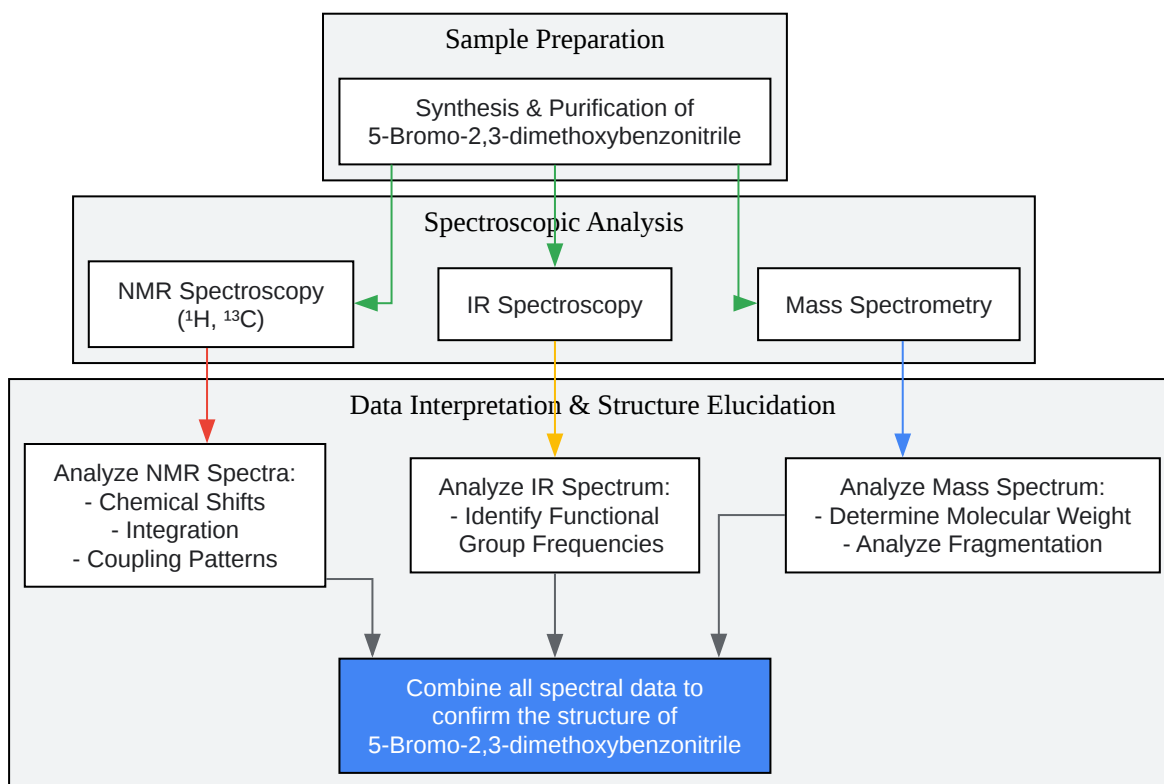 Sample Preparation
Synthesis & Purification of
5-Bromo-2,3-dimethoxybenzonitrile
Spectroscopic Analysis
NMR Spectroscopy
(¹H, ¹³C)
IR Spectroscopy
Mass Spectrometry
Data Interpretation & Structure Elucidation
Analyze NMR Spectra:
- Chemical Shifts
- Integration
- Coupling Patterns
Analyze IR Spectrum:
- Identify Functional
Group Frequencies
Analyze Mass Spectrum:
- Determine Molecular Weight
- Analyze Fragmentation
Combine all spectral data to
confirm the structure of
5-Bromo-2,3-dimethoxybenzonitrile